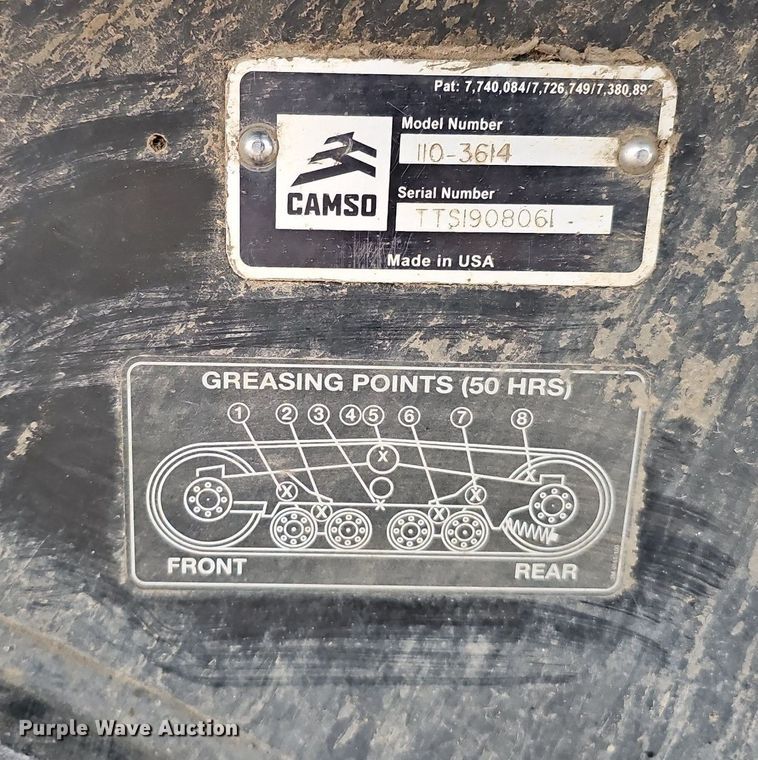 Pat: 7,740,084/7,726,749/7,380,89
Model Number
110-3614
CAMSO
Serial Number
TTS1908061
Made in USA
GREASING POINTS (50 HRS)
1 2 3 4 5 6 7 8
X
X X
X X X
FRONT REAR
Purple Wave Auction